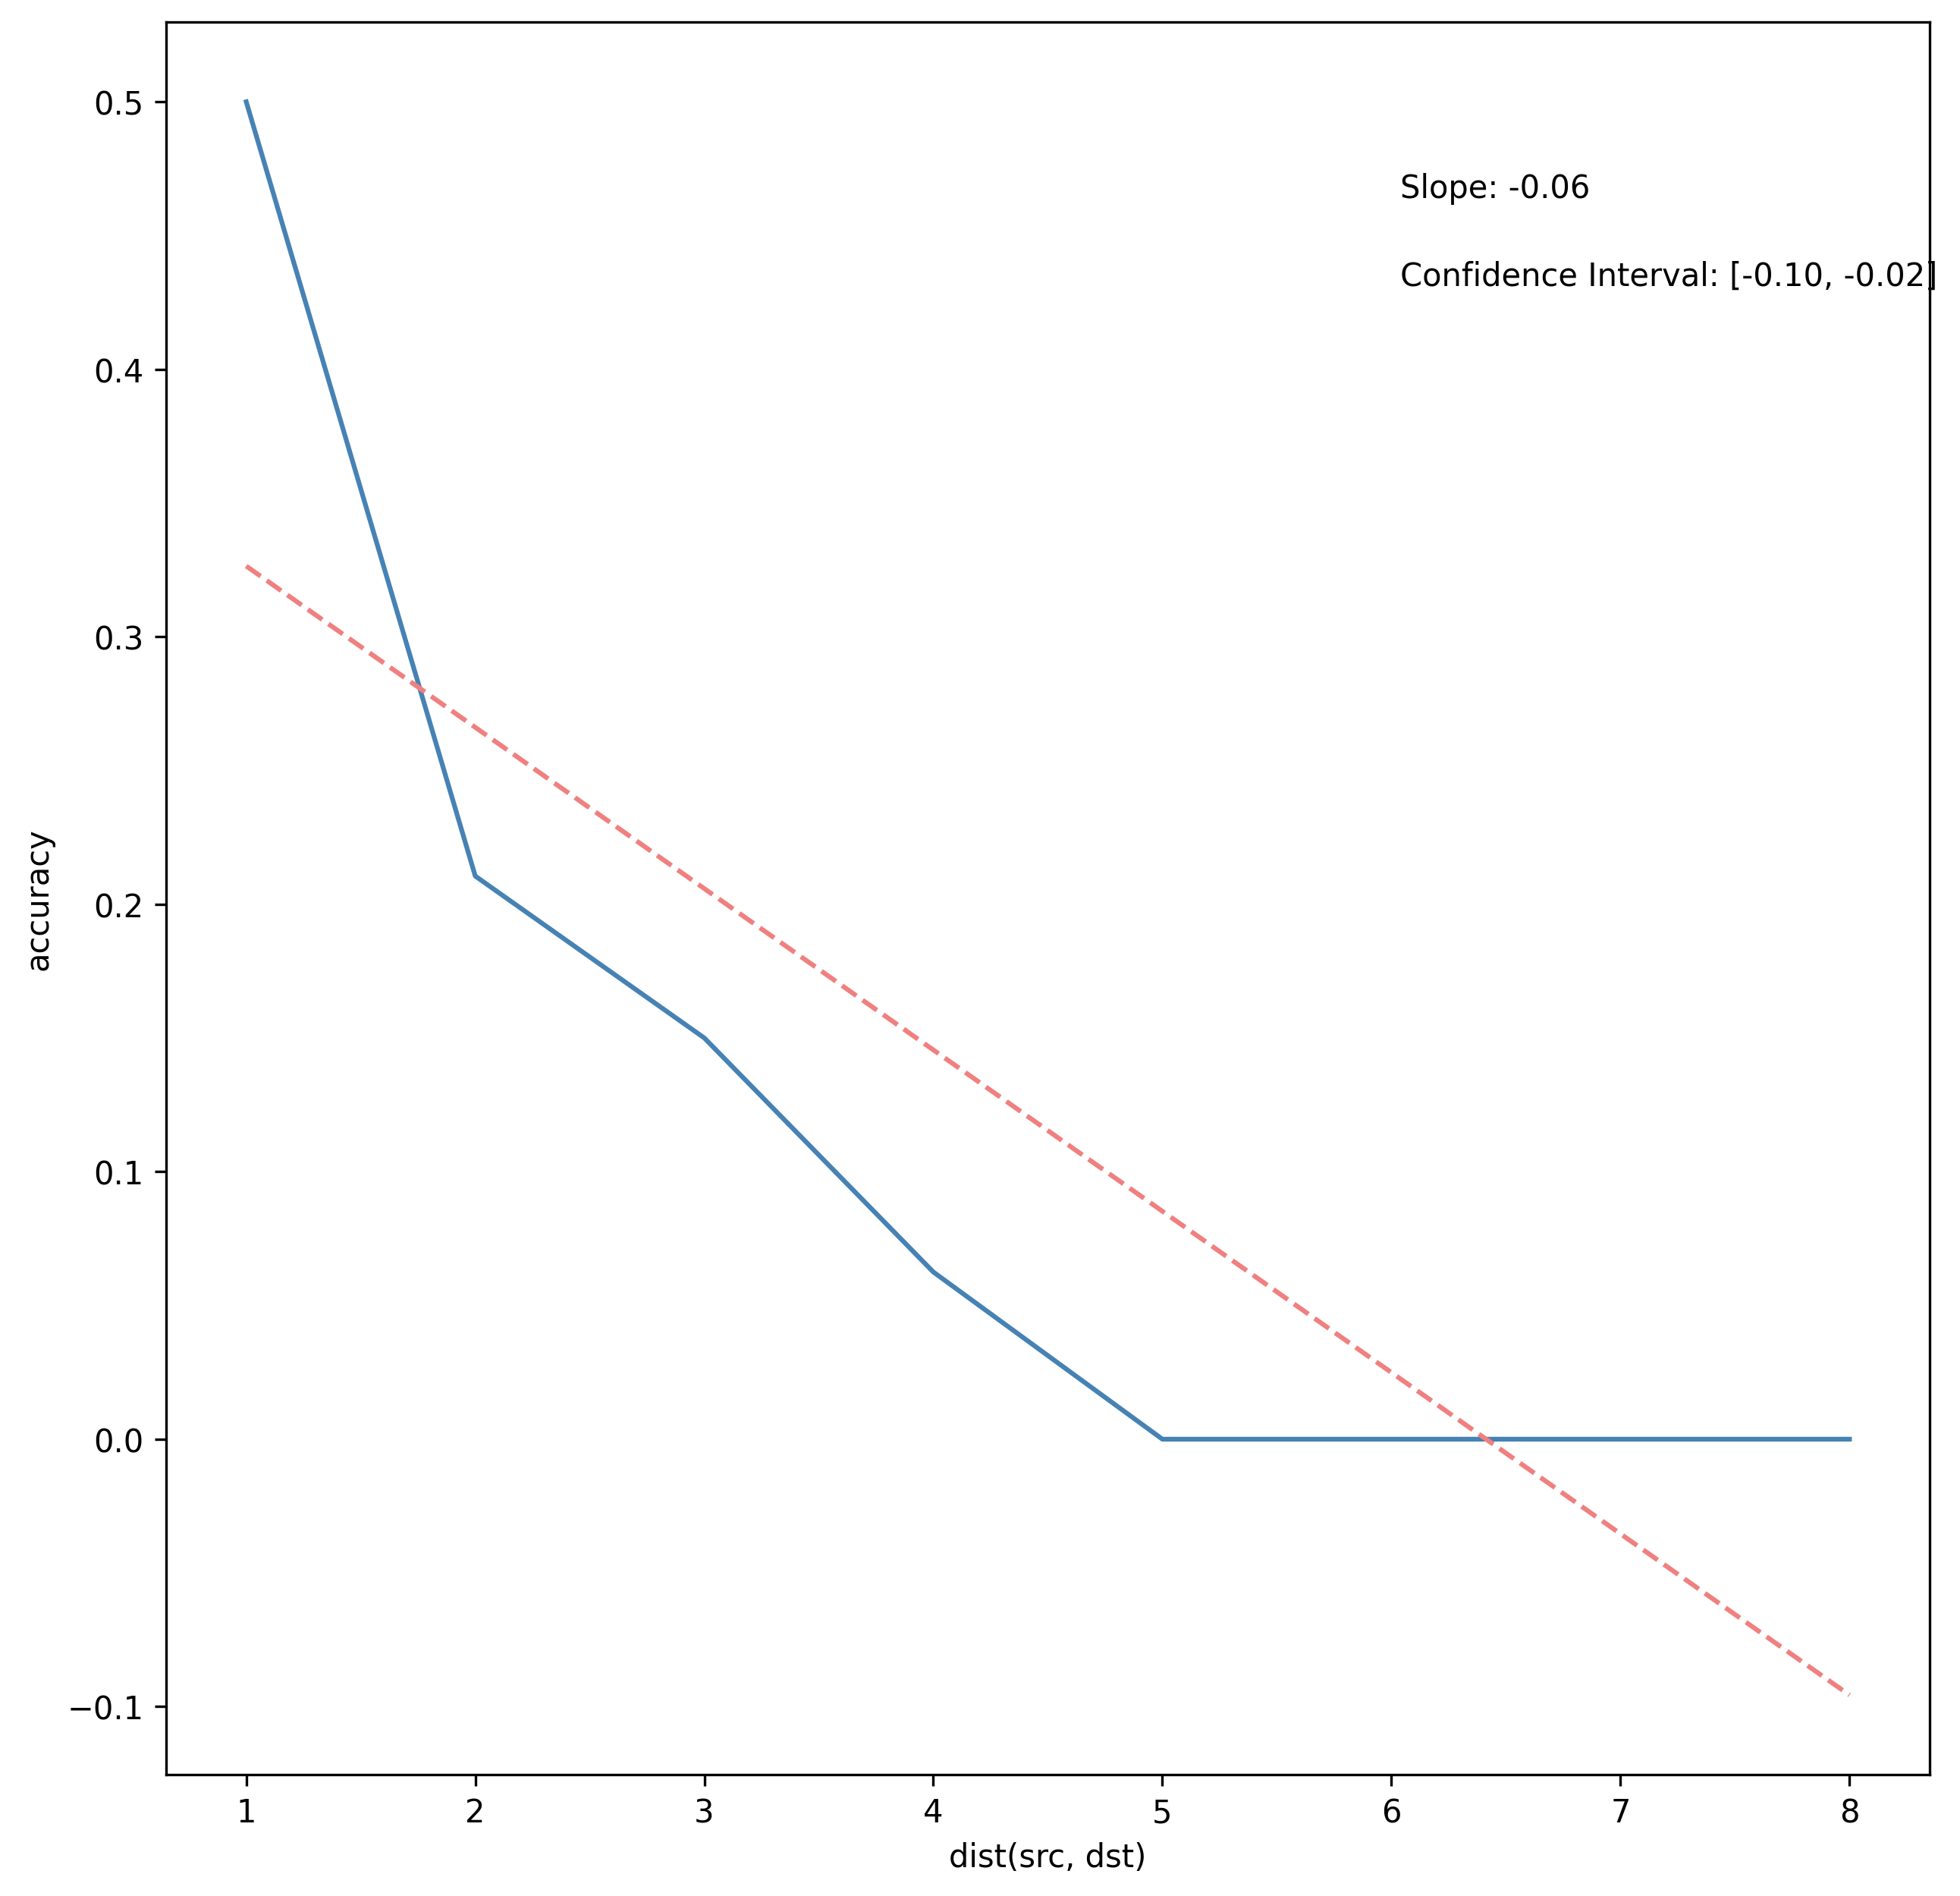 0.5
0.4
0.3
0.2
0.1
0.0
−0.1
accuracy
Slope: -0.06
Confidence Interval: [-0.10, -0.02]
1 2 3 4 5 6 7 8
dist(src, dst)